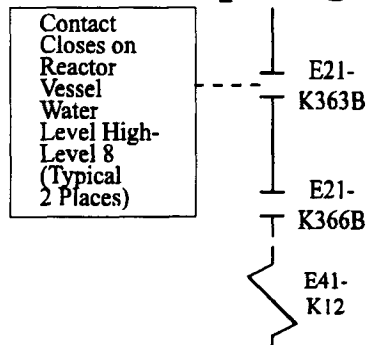 Contact
Closes on
Reactor
Vessel
Water
Level High-
Level 8
(Typical
2 Places)
E21-
K363B
E21-
K366B
E41-
K12